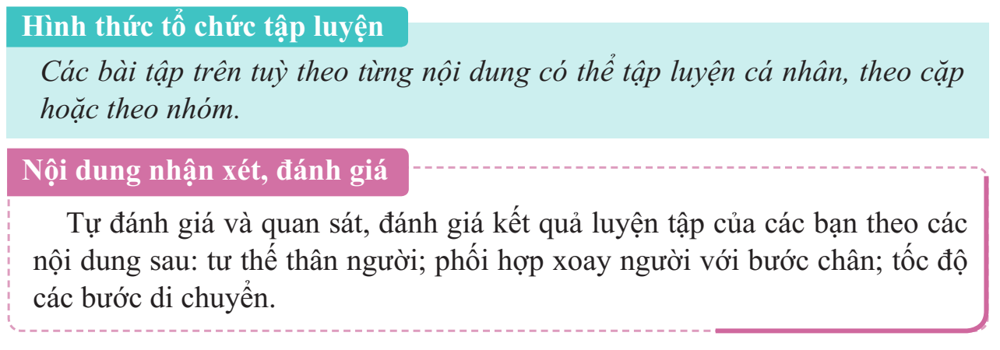 Hình thức tổ chức tập luyện
Các bài tập trên tuỳ theo từng nội dung có thể tập luyện cá nhân, theo cặp
hoặc theo nhóm.
Nội dung nhận xét, đánh giá
Tự đánh giá và quan sát, đánh giá kết quả luyện tập của các bạn theo các
nội dung sau: tư thế thân người; phối hợp xoay người với bước chân; tốc độ
các bước di chuyển.